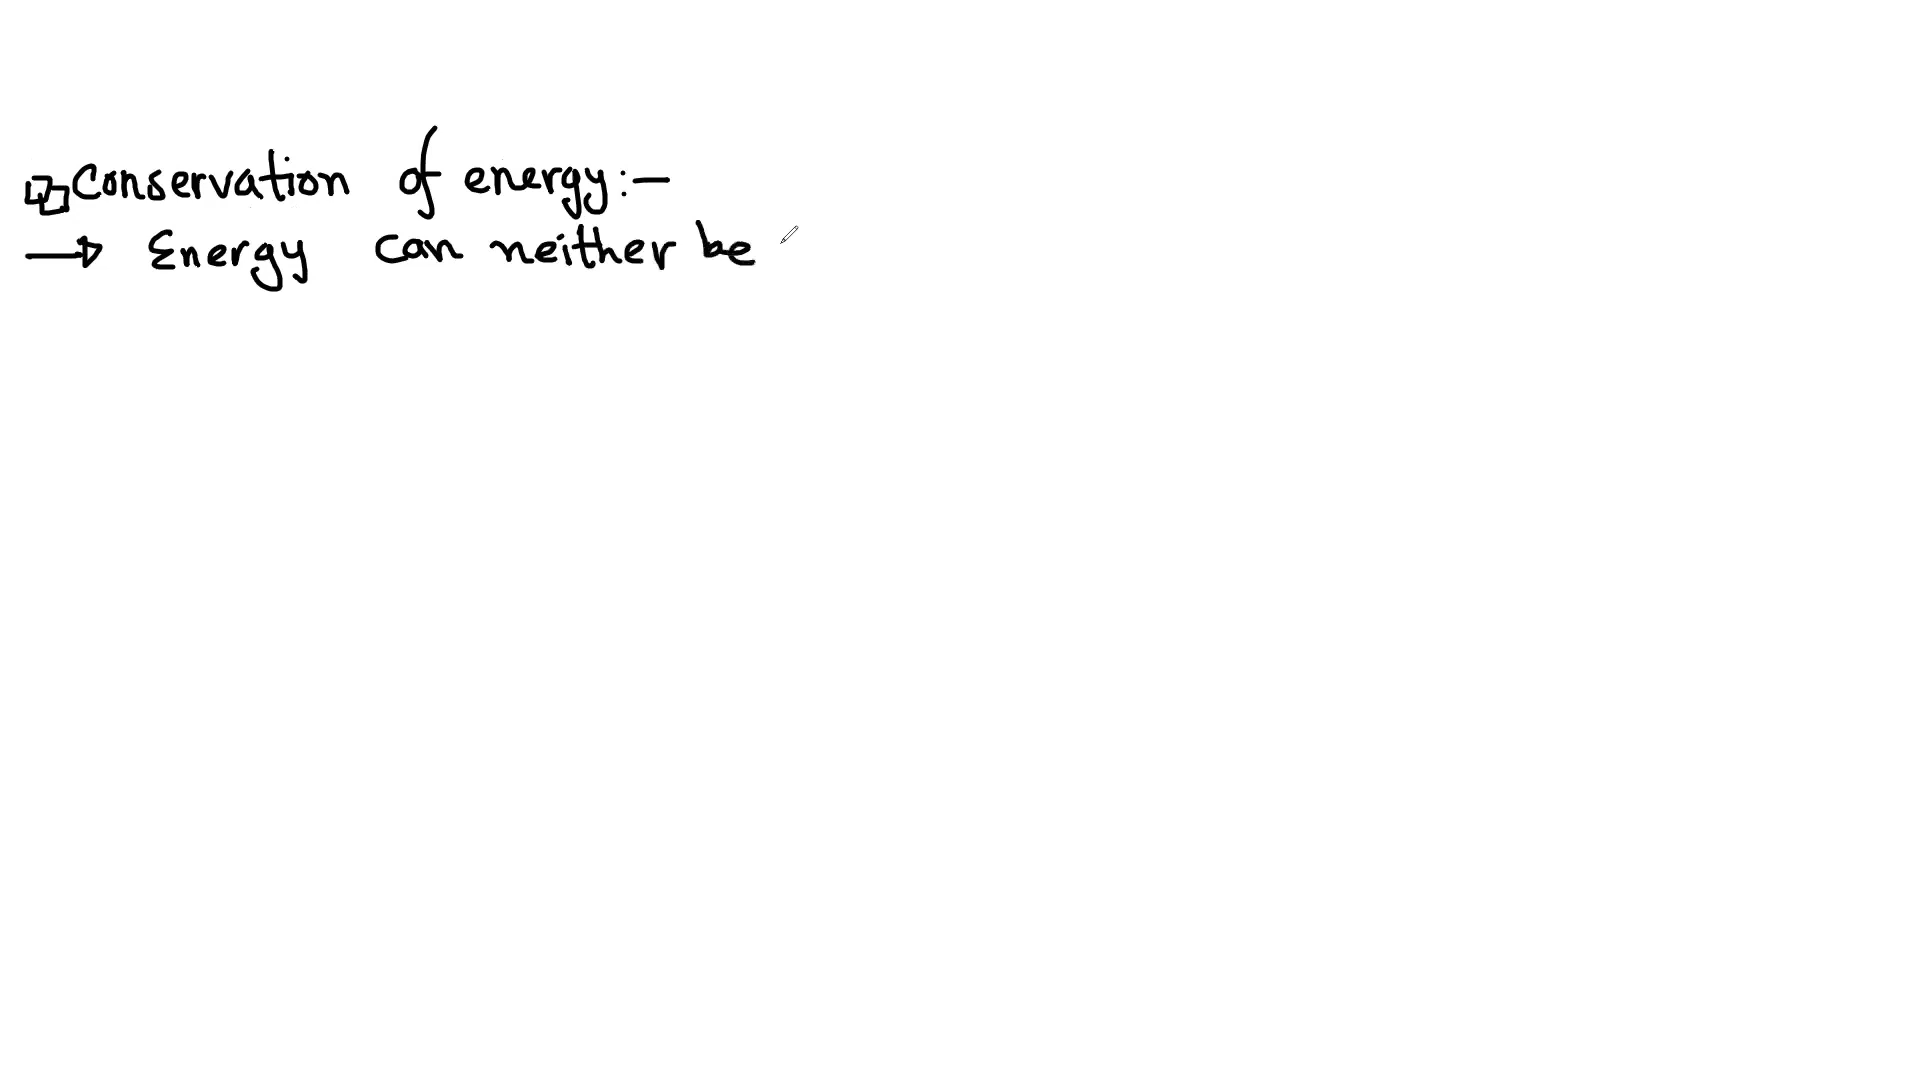 Conservation of energy:-
→ Energy can neither be